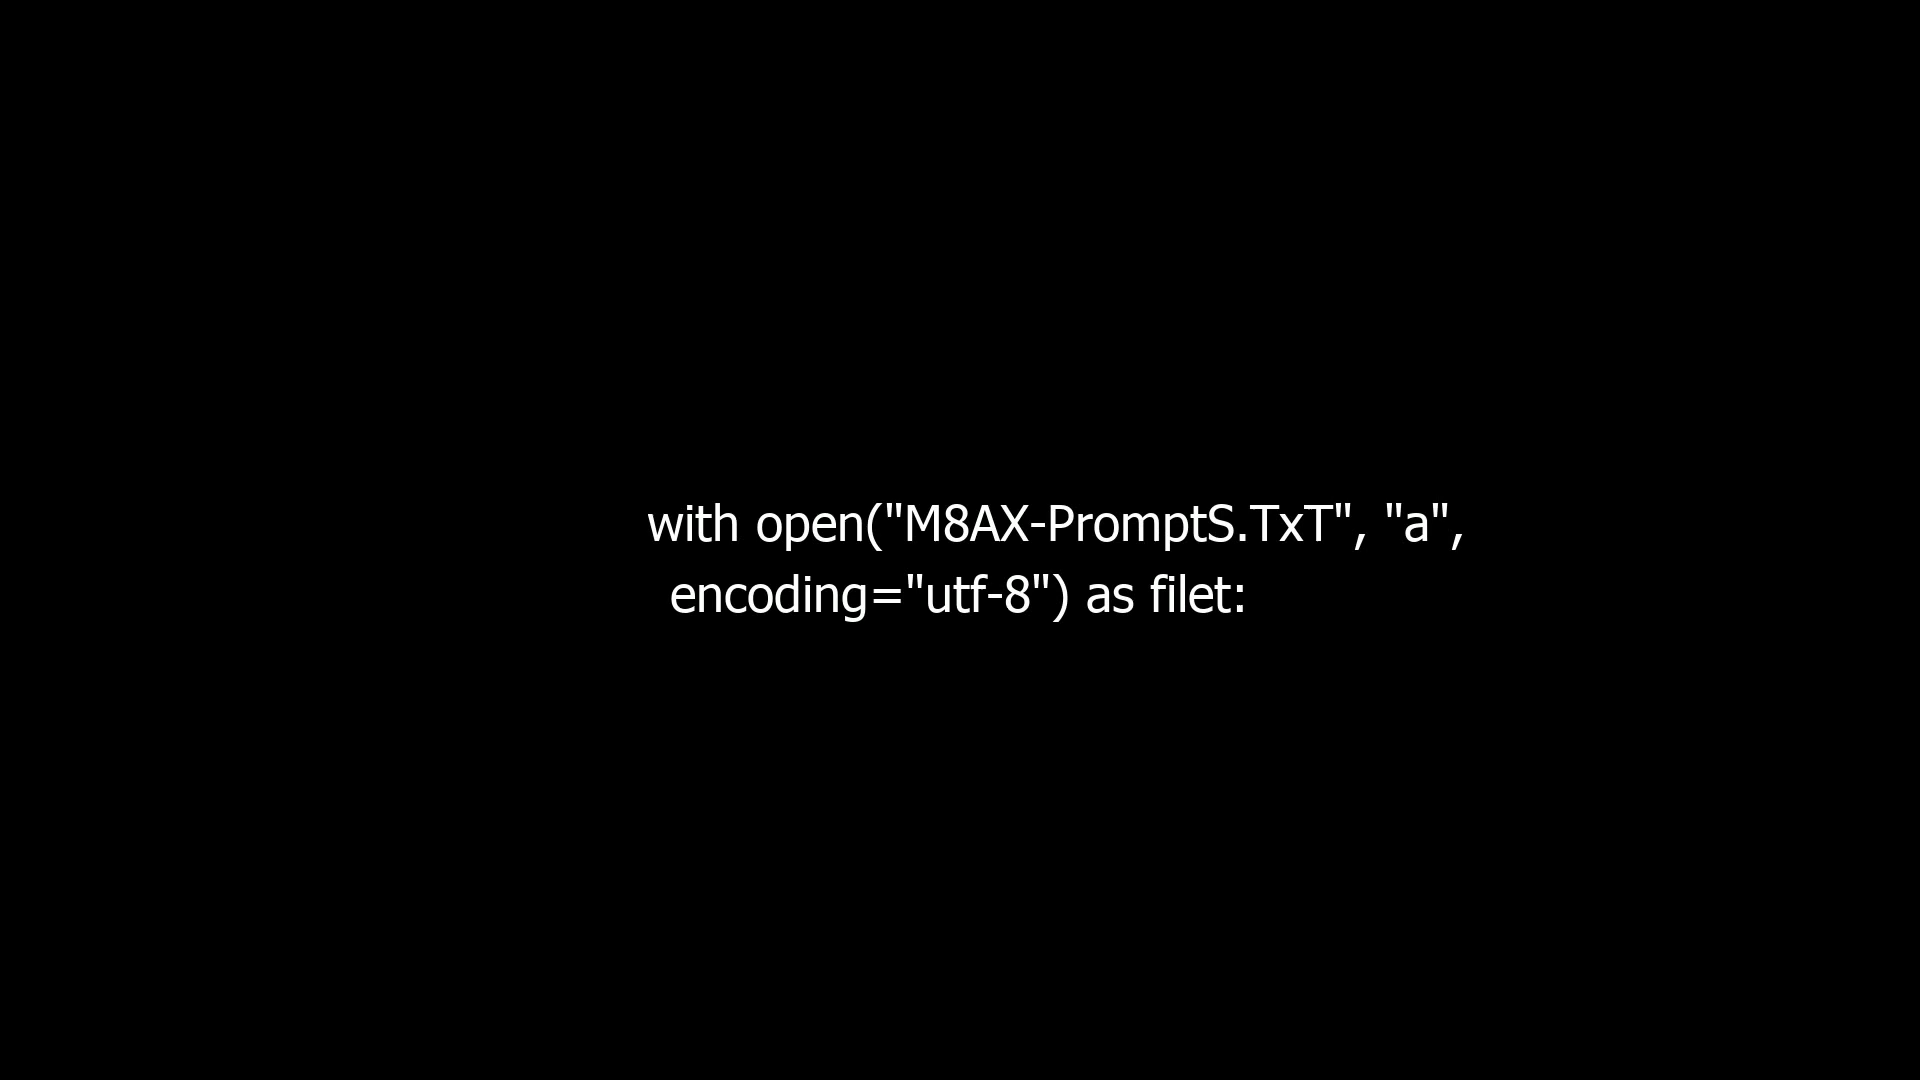 with open("M8AX-PromptS.TxT", "a",
encoding="utf-8") as filet: